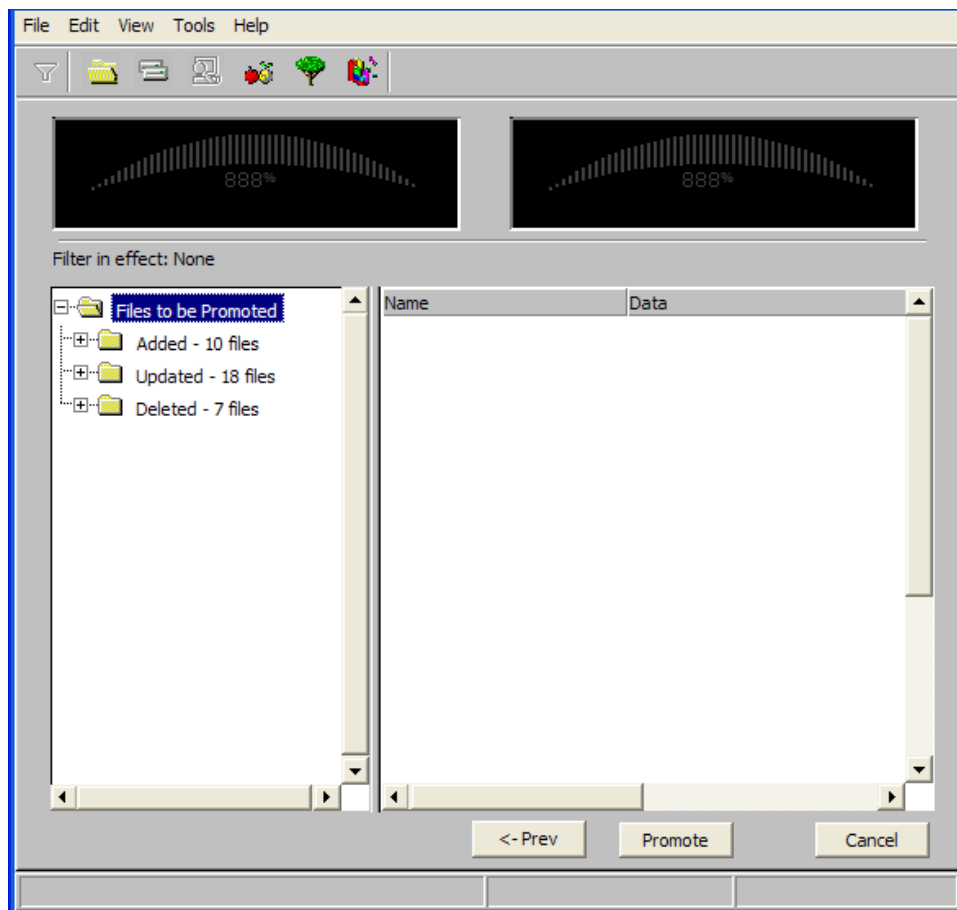 File Edit View Tools Help
888%
888%
Filter in effect: None
Files to be Promoted
Added - 10 files
Updated - 18 files
Deleted - 7 files
Name Data
<- Prev Promote Cancel